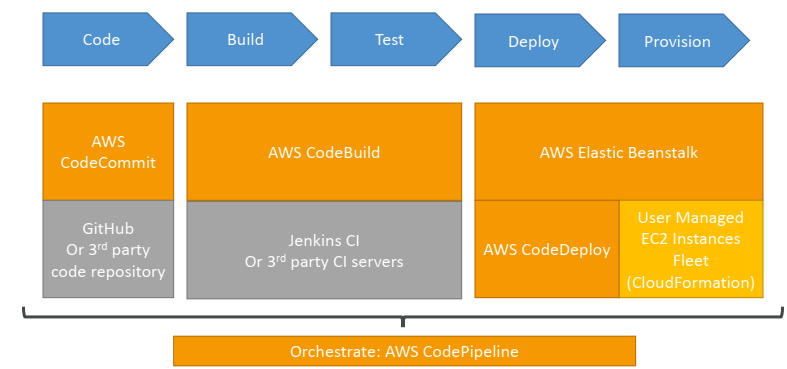 Code
Build
Test
Deploy
Provision
AWS
CodeCommit
AWS CodeBuild
AWS Elastic Beanstalk
GitHub
Or 3rd party
code repository
Jenkins CI
Or 3rd party CI servers
AWS CodeDeploy
User Managed
EC2 Instances
Fleet
(CloudFormation)
Orchestrate: AWS CodePipeline